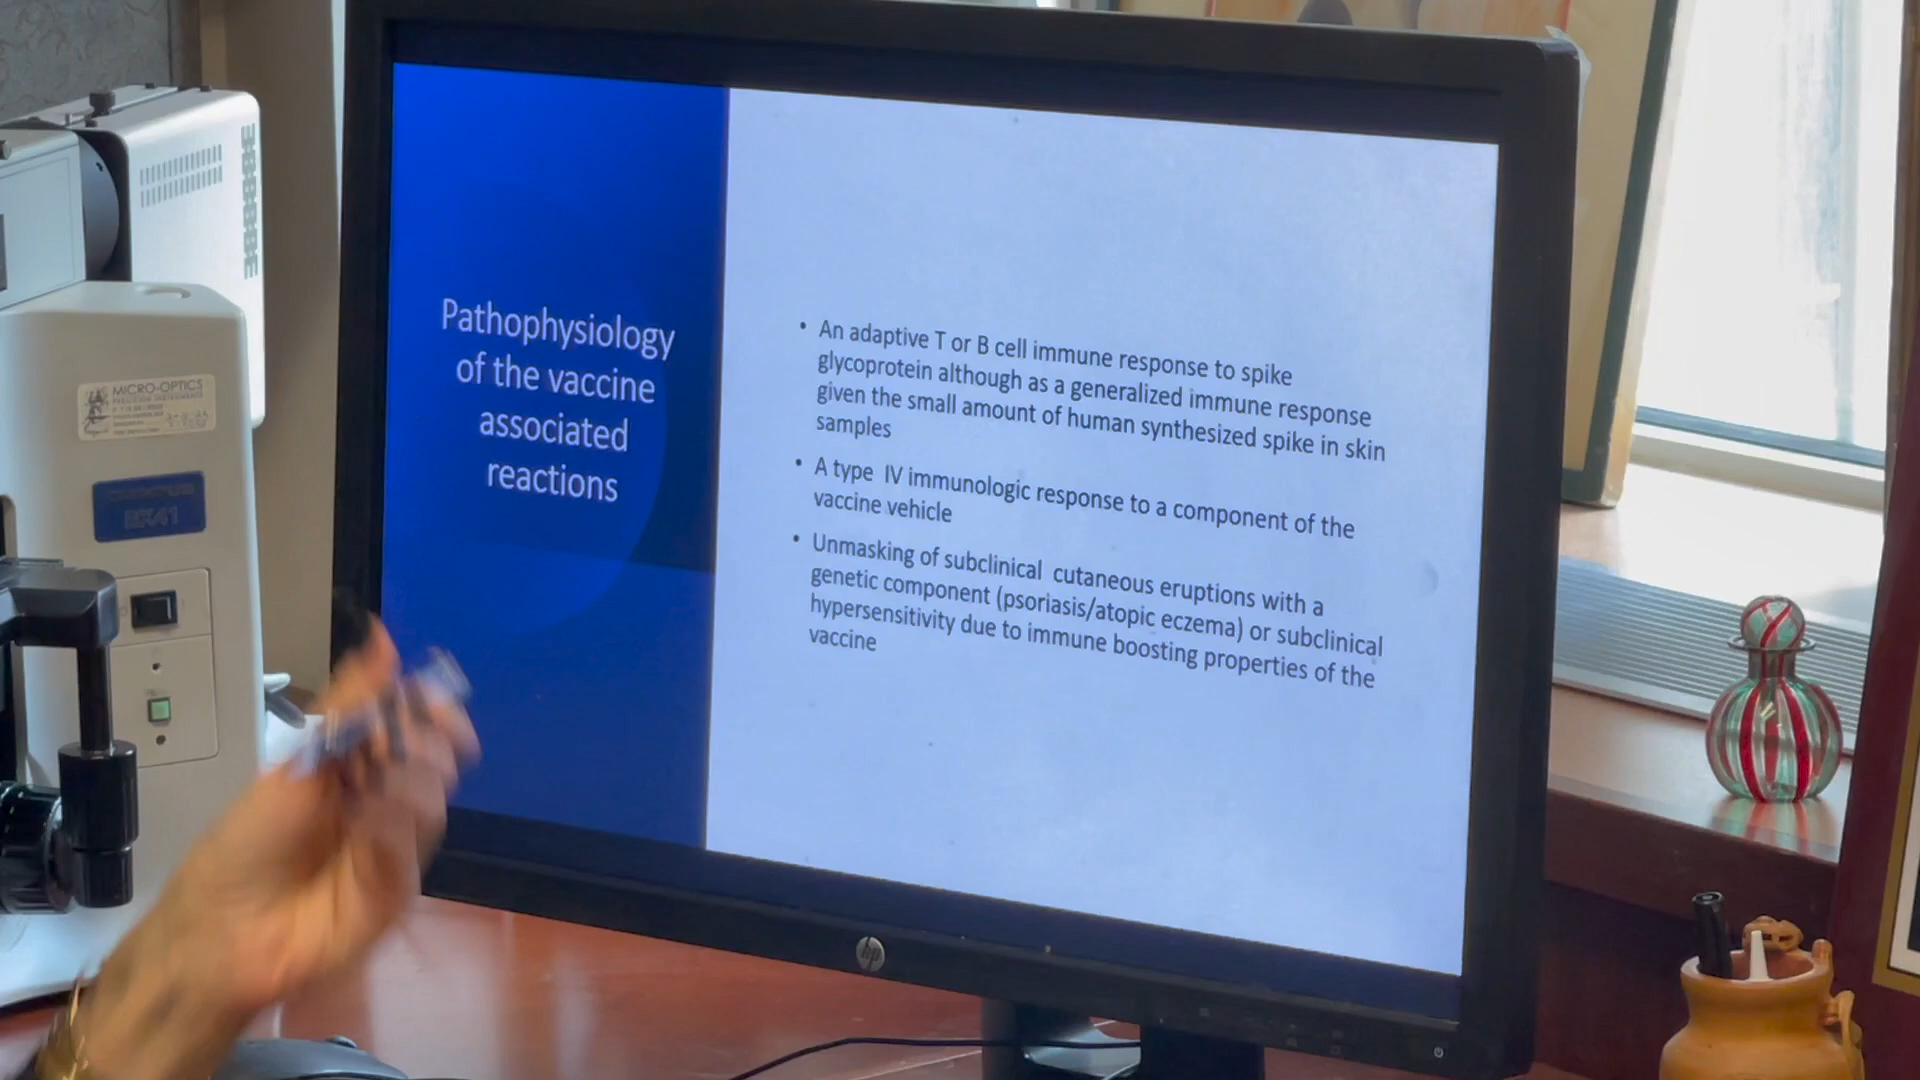 Pathophysiology
of the vaccine
associated
reactions
• An adaptive T or B cell immune response to spike
glycoprotein although as a generalized immune response
given the small amount of human synthesized spike in skin
samples
• A type IV immunologic response to a component of the
vaccine vehicle
• Unmasking of subclinical cutaneous eruptions with a
genetic component (psoriasis/atopic eczema) or subclinical
hypersensitivity due to immune boosting properties of the
vaccine
MICRO-OPTICS
PRECISION INSTRUMENTS
OLYMPUS
BX41
hp